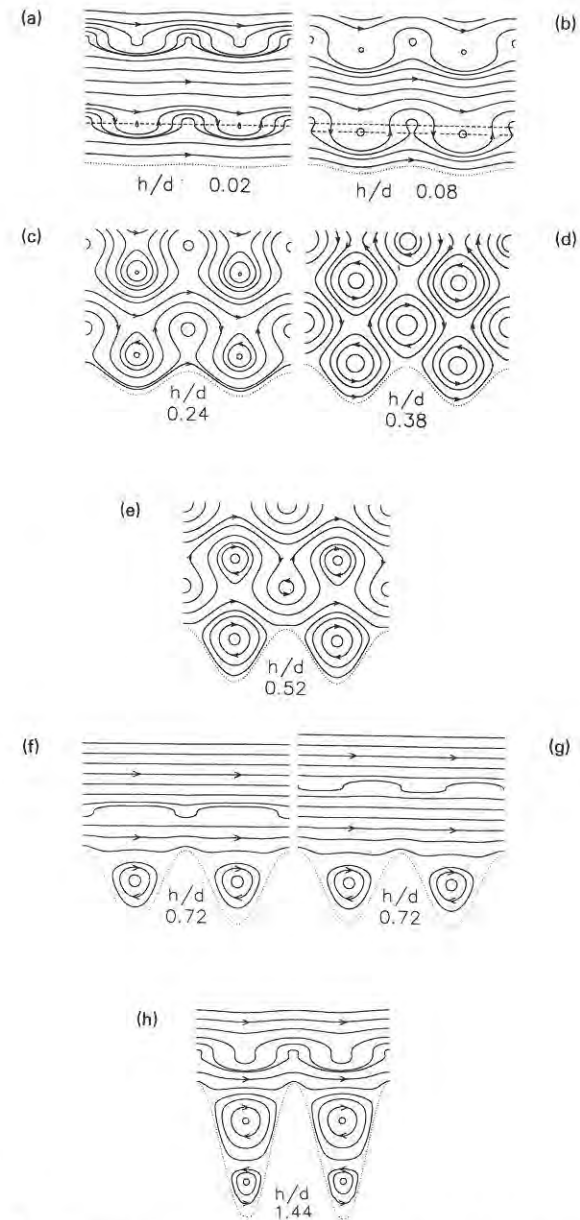 (a)
(b)
h/d 0.02
h/d 0.08
(c)
(d)
h/d
0.24
h/d
0.38
(e)
h/d
0.52
(f)
(g)
h/d
0.72
h/d
0.72
(h)
h/d
1.44